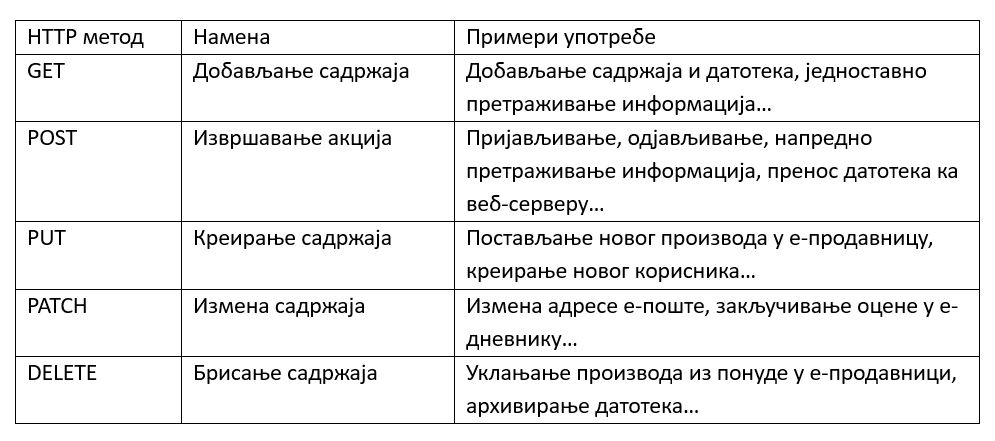 HTTP метод Намена Примери употребе
GET Добављање садржаја Добављање садржаја и датотека, једноставно
претраживање информација...
POST Извршавање акција Пријављивање, одјављивање, напредно
претраживање информација, пренос датотека ка
веб-серверу...
PUT Креирање садржаја Постављање новог производа у е-продавницу,
креирање новог корисника...
PATCH Измена садржаја Измена адресе е-поште, закључивање оцене у е-
дневнику...
DELETE Брисање садржаја Уклањање производа из понуде у е-продавници,
архивирање датотека...